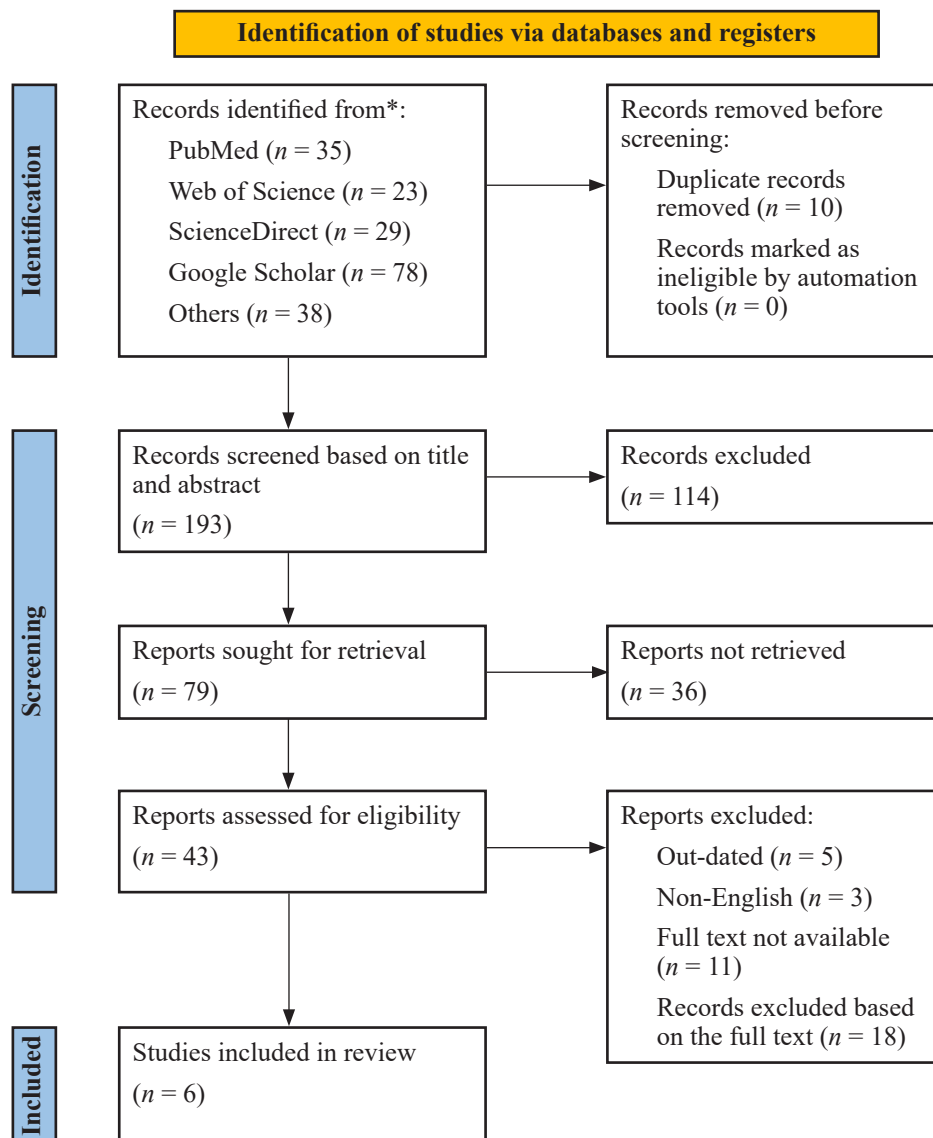 Identification of studies via databases and registers
Identification
Records identified from*:
PubMed (n = 35)
Web of Science (n = 23)
ScienceDirect (n = 29)
Google Scholar (n = 78)
Others (n = 38)
Records removed before
screening:
Duplicate records
removed (n = 10)
Records marked as
ineligible by automation
tools (n = 0)
Screening
Records screened based on title
and abstract
(n = 193)
Records excluded
(n = 114)
Reports sought for retrieval
(n = 79)
Reports not retrieved
(n = 36)
Reports assessed for eligibility
(n = 43)
Reports excluded:
Out-dated (n = 5)
Non-English (n = 3)
Full text not available
(n = 11)
Records excluded based
on the full text (n = 18)
Included
Studies included in review
(n = 6)